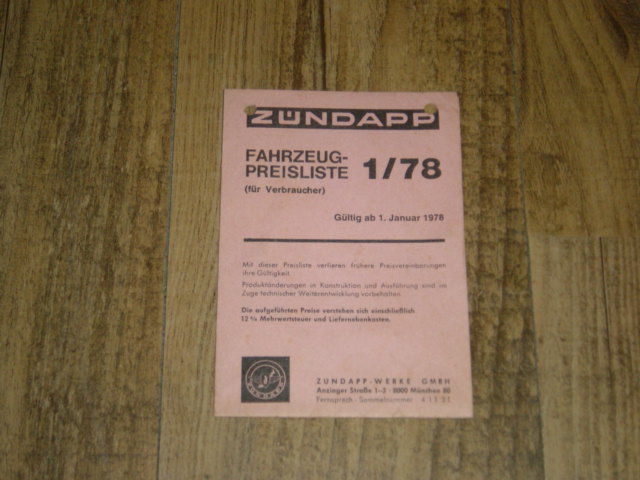 ZÜNDAPP
FAHRZEUG-
PREISLISTE 1/78
(für Verbraucher)
Gültig ab 1. Januar 1978
Mit dieser Preisliste verlieren frühere Preisvereinbarungen
ihre Gültigkeit.
Produktänderungen in Konstruktion und Ausführung sind im
Zuge technischer Weiterentwicklung vorbehalten.
Die aufgeführten Preise verstehen sich einschließlich
12 % Mehrwertsteuer und Liefernebenkosten.
ZÜNDAPP-WERKE GMBH
Anzinger Straße 1-3 · 8000 München 80
Fernsprech-Sammelnummer